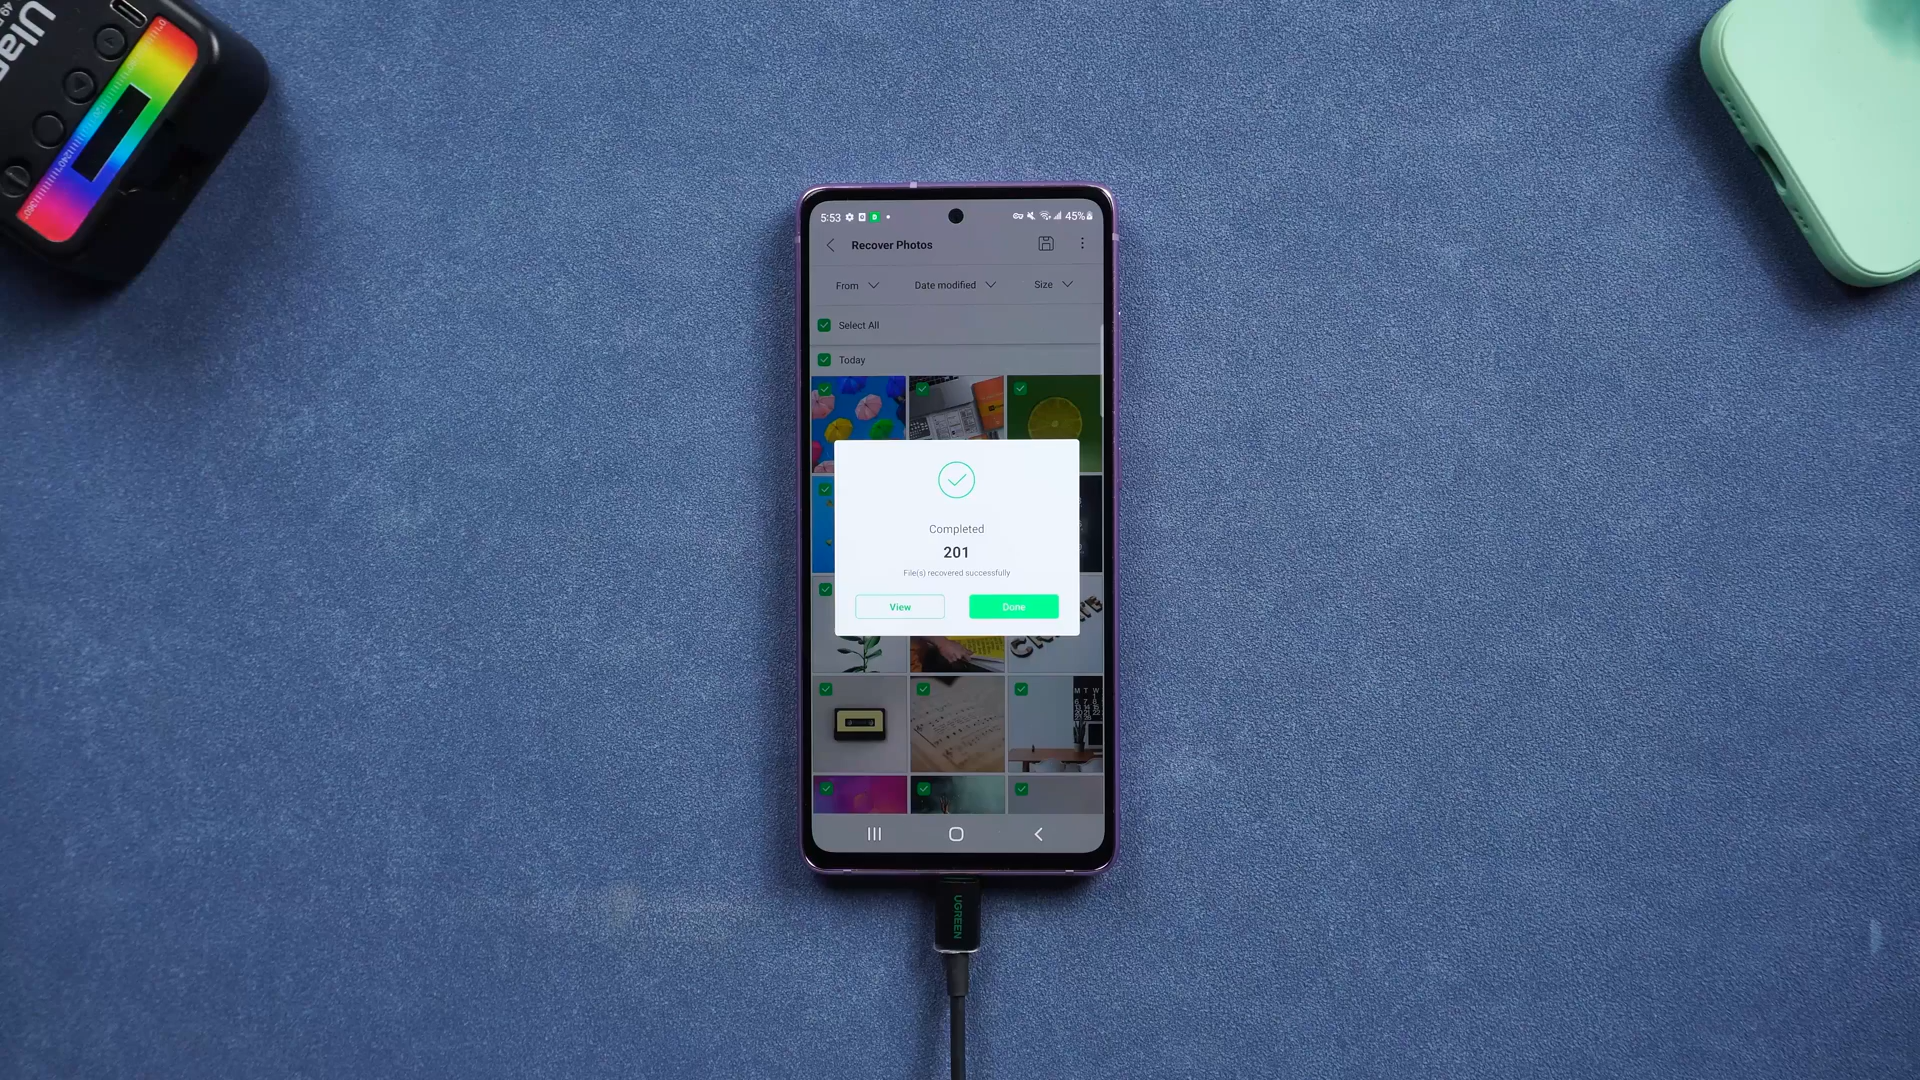 Ulan
5:53
45%
Recover Photos
From
Date modified
Size
Select All
Today
Completed
201
File(s) recovered successfully
View
Done
M T W
UGREEN